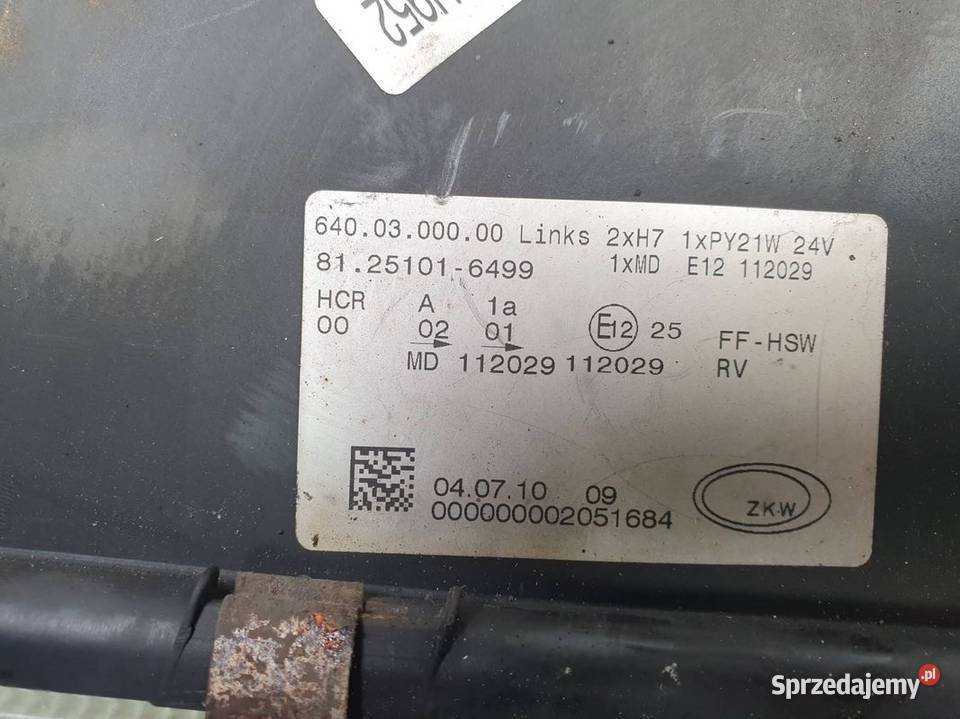 640.03.000.00 Links 2xH7 1xPY21W 24V
81.25101-6499 1xMD E12 112029
HCR A 1a
00 02 01 E12 25 FF-HSW
MD 112029 112029 RV
04.07.10 09
000000002051684
ZKW
Sprzedajemy.pl